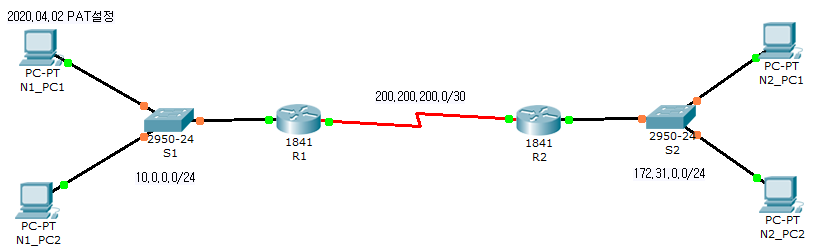 2020,04,02 PAT설정
PC-PT
N1_PC1
2950-24
S1
10,0,0,0/24
PC-PT
N1_PC2
1841
R1
200,200,200,0/30
1841
R2
2950-24
S2
172,31,0,0/24
PC-PT
N2_PC1
PC-PT
N2_PC2